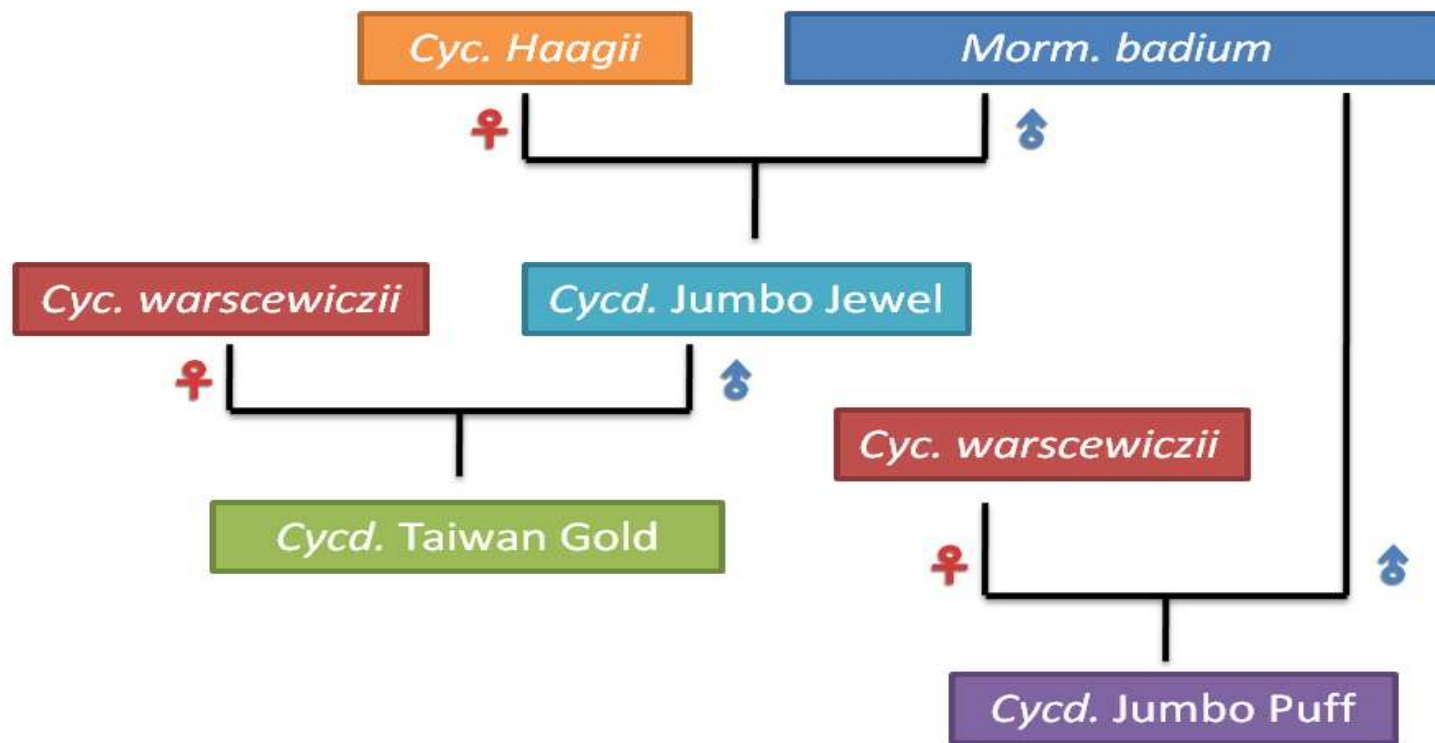 Cyc. Haagii
Morm. badium
Cyc. warscewiczii
Cycd. Jumbo Jewel
Cyc. warscewiczii
Cycd. Taiwan Gold
Cycd. Jumbo Puff